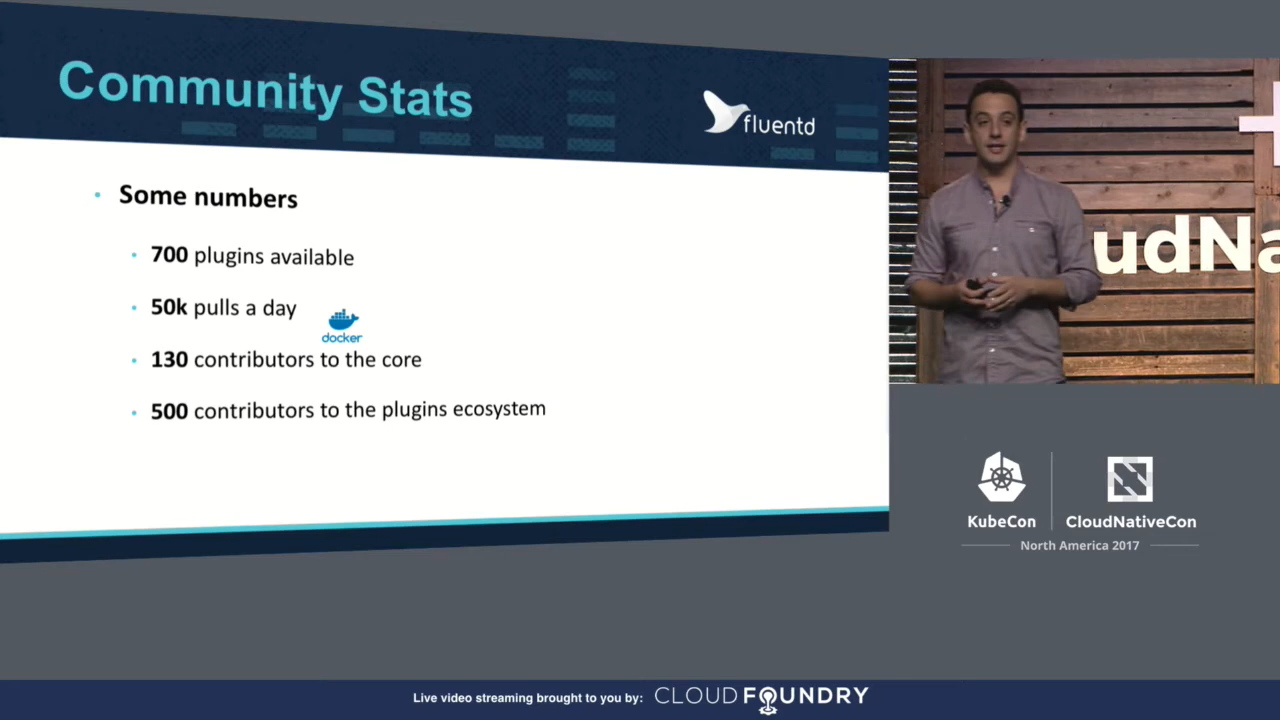 Community Stats
fluentd
Some numbers
700 plugins available
50k pulls a day
docker
130 contributors to the core
500 contributors to the plugins ecosystem
udNa
KubeCon
CloudNativeCon
North America 2017
Live video streaming brought to you by: CLOUD FOUNDRY